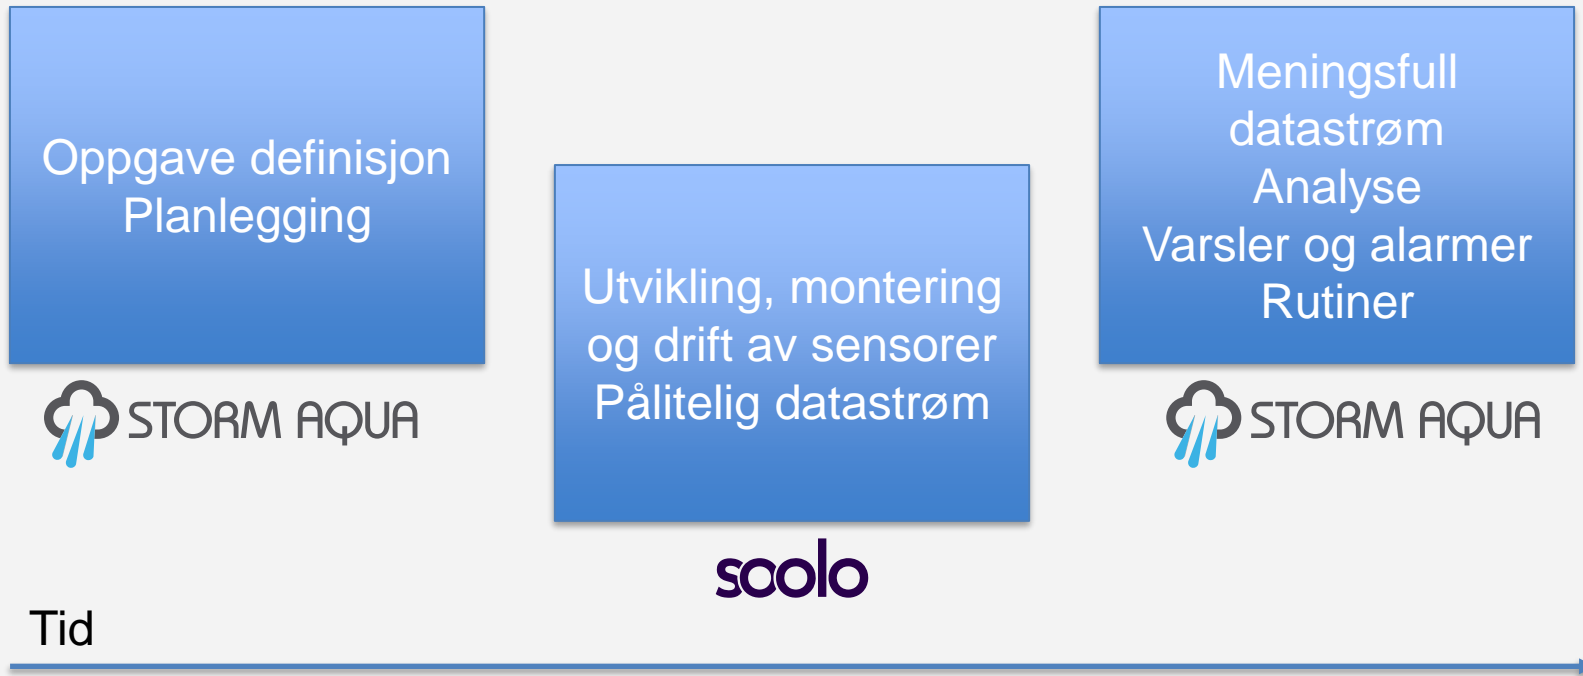 Oppgave definisjon
Planlegging
STORM AQUA
Utvikling, montering
og drift av sensorer
Pålitelig datastrøm
soolo
Meningsfull
datastrøm
Analyse
Varsler og alarmer
Rutiner
STORM AQUA
Tid